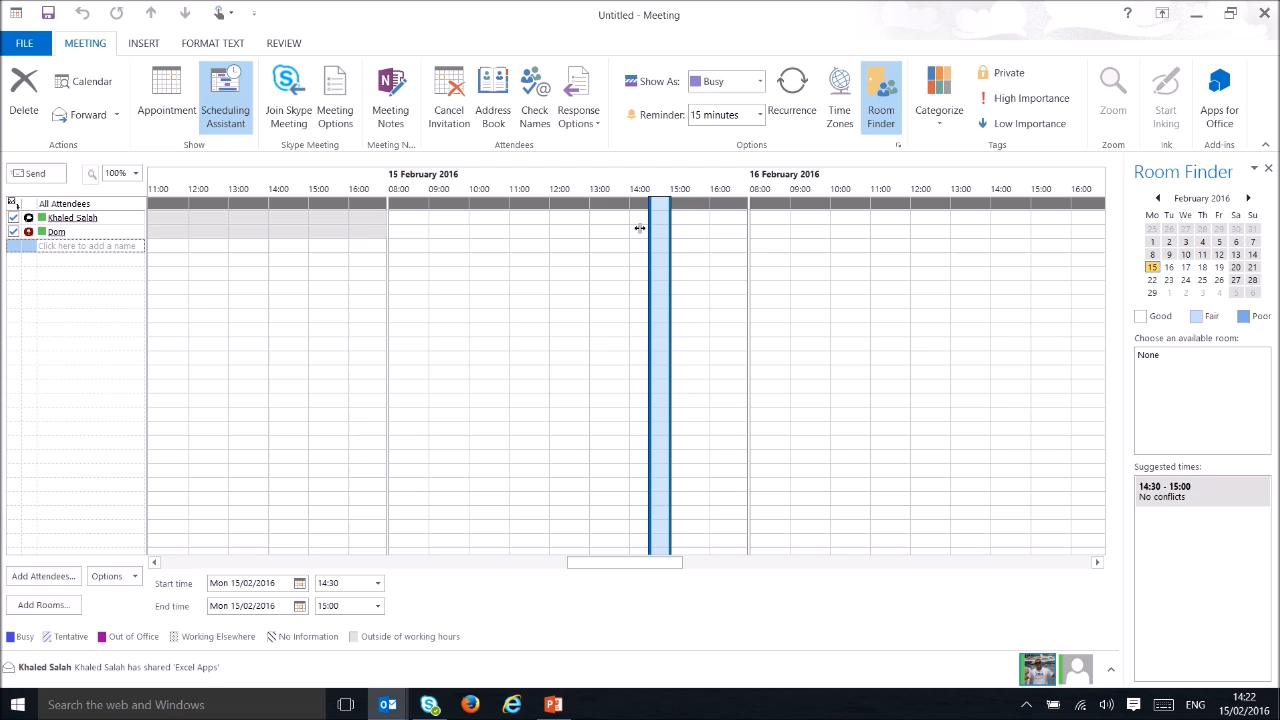 Untitled - Meeting
?
FILE MEETING INSERT FORMAT TEXT REVIEW
Delete
Calendar
Forward
Actions
Appointment
Scheduling Assistant
Show
Join Skype Meeting
Meeting Options
Skype Meeting
Meeting Notes
Meeting N...
Cancel Invitation
Address Book
Check Names
Response Options
Attendees
Show As: Busy
Reminder: 15 minutes
Recurrence
Time Zones
Room Finder
Options
Categorize
Private
High Importance
Low Importance
Tags
Zoom
Zoom
Start Inking
Ink
Apps for Office
Add-ins
Send
100%
15 February 2016
16 February 2016
11:00 12:00 13:00 14:00 15:00 16:00 08:00 09:00 10:00 11:00 12:00 13:00 14:00 15:00 16:00 08:00 09:00 10:00 11:00 12:00 13:00 14:00 15:00 16:00
All Attendees
Khaled Salah
Dom
Click here to add a name
Add Attendees...
Options
Add Rooms...
Start time Mon 15/02/2016 14:30
End time Mon 15/02/2016 15:00
Busy Tentative Out of Office Working Elsewhere No Information Outside of working hours
Khaled Salah Khaled Salah has shared 'Excel Apps'
Room Finder
February 2016
Mo Tu We Th Fr Sa Su
25 26 27 28 29 30 31
1 2 3 4 5 6 7
8 9 10 11 12 13 14
15 16 17 18 19 20 21
22 23 24 25 26 27 28
29 1 2 3 4 5 6
Good Fair Poor
Choose an available room:
None
Suggested times:
14:30 - 15:00
No conflicts
Search the web and Windows
ENG
14:22
15/02/2016